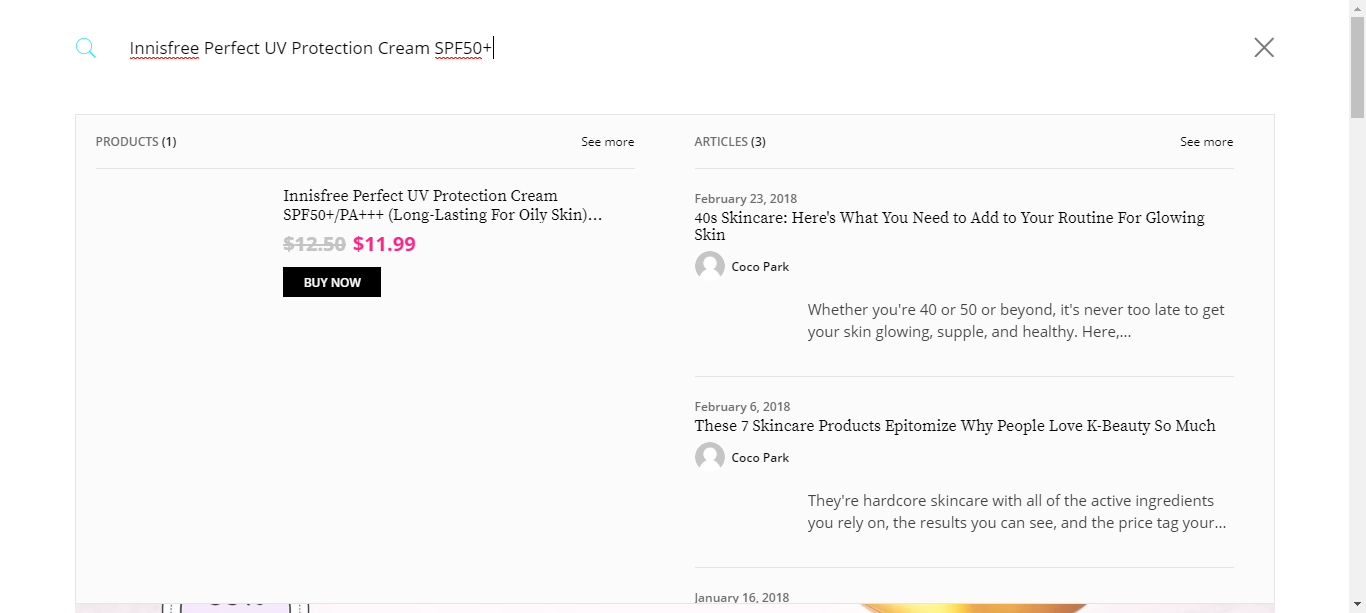 Innisfree Perfect UV Protection Cream SPF50+
PRODUCTS (1)
See more
Innisfree Perfect UV Protection Cream
SPF50+/PA+++ (Long-Lasting For Oily Skin)...
$12.50 $11.99
BUY NOW
ARTICLES (3)
See more
February 23, 2018
40s Skincare: Here's What You Need to Add to Your Routine For Glowing
Skin
Coco Park
Whether you're 40 or 50 or beyond, it's never too late to get
your skin glowing, supple, and healthy. Here,...
February 6, 2018
These 7 Skincare Products Epitomize Why People Love K-Beauty So Much
Coco Park
They're hardcore skincare with all of the active ingredients
you rely on, the results you can see, and the price tag your...
January 16, 2018